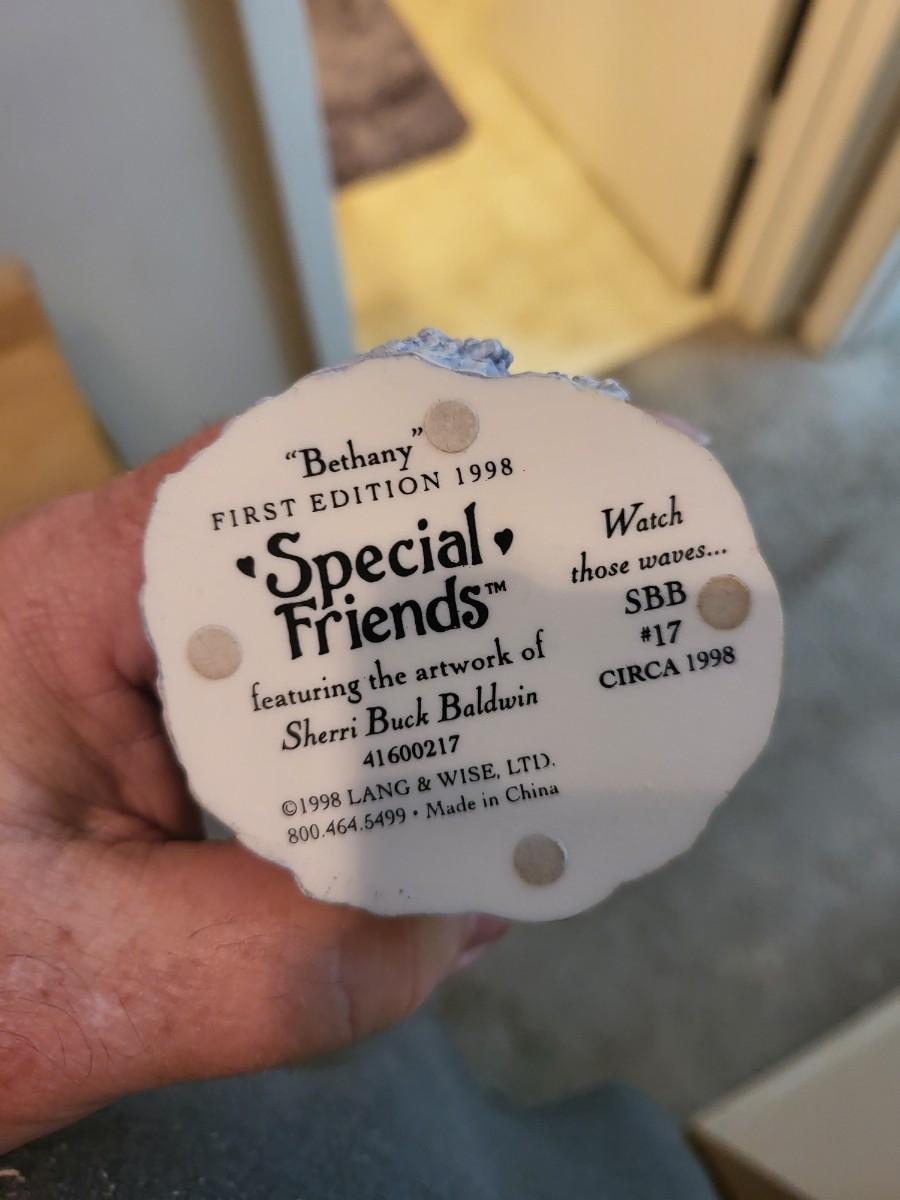 “Bethany”
FIRST EDITION 1998
♥Special♥
Friends™
featuring the artwork of
Sherri Buck Baldwin
41600217
©1998 LANG & WISE, LTD.
800.464.5499 • Made in China
Watch
those waves...
SBB
#17
CIRCA 1998